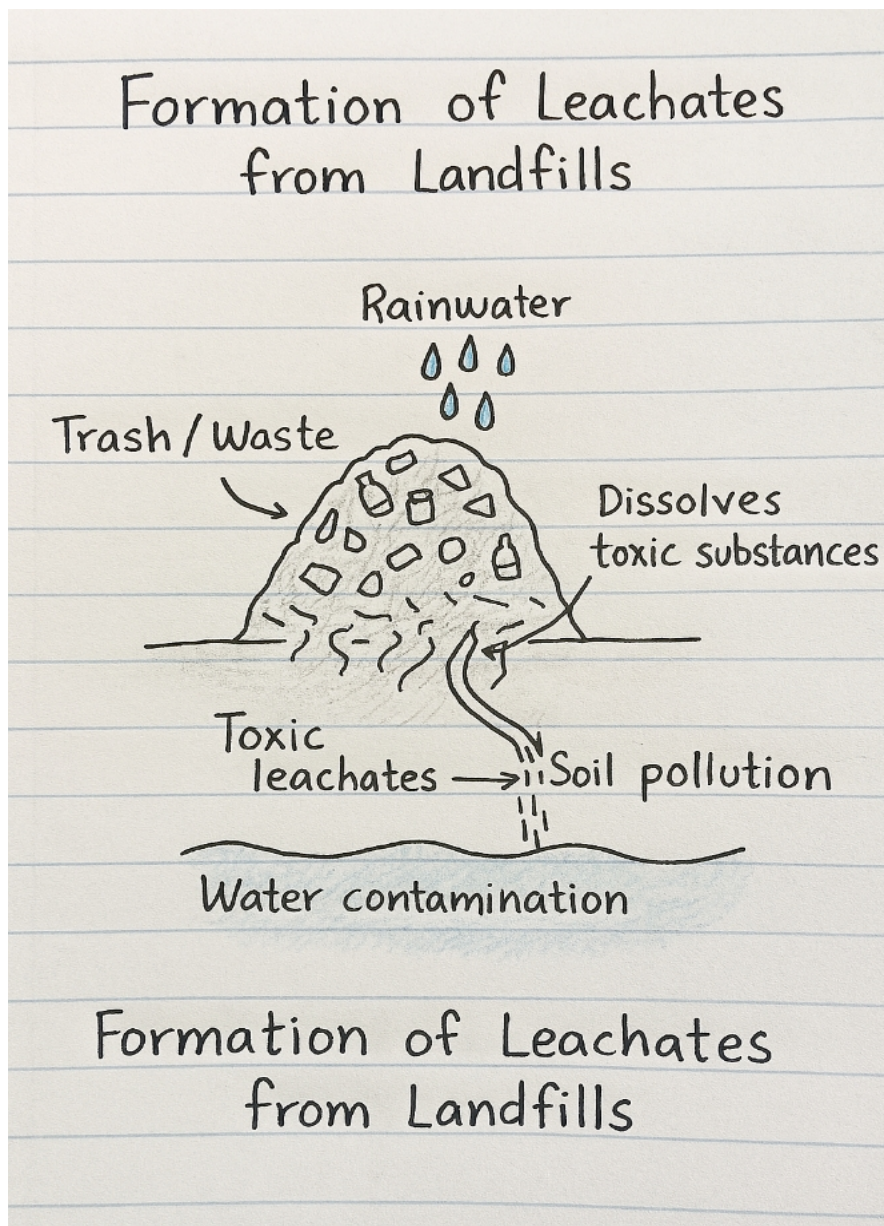 Formation of Leachates
from Landfills
Rainwater
Trash / Waste
Dissolves
toxic substances
Toxic
leachates
Soil pollution
Water contamination
Formation of Leachates
from Landfills